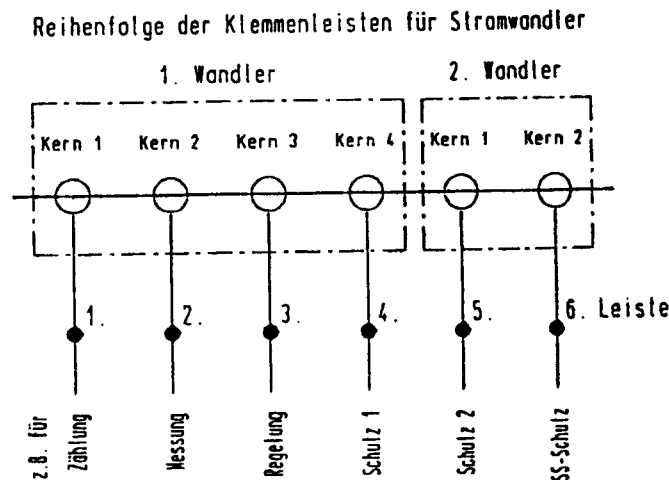 Reihenfolge der Klemmenleisten für Stromwandler
1. Wandler
2. Wandler
Kern 1 Kern 2 Kern 3 Kern 4 Kern 1 Kern 2
1. 2. 3. 4. 5. 6. Leiste
z.B. für
Zählung
Messung
Regelung
Schutz 1
Schutz 2
SS-Schutz